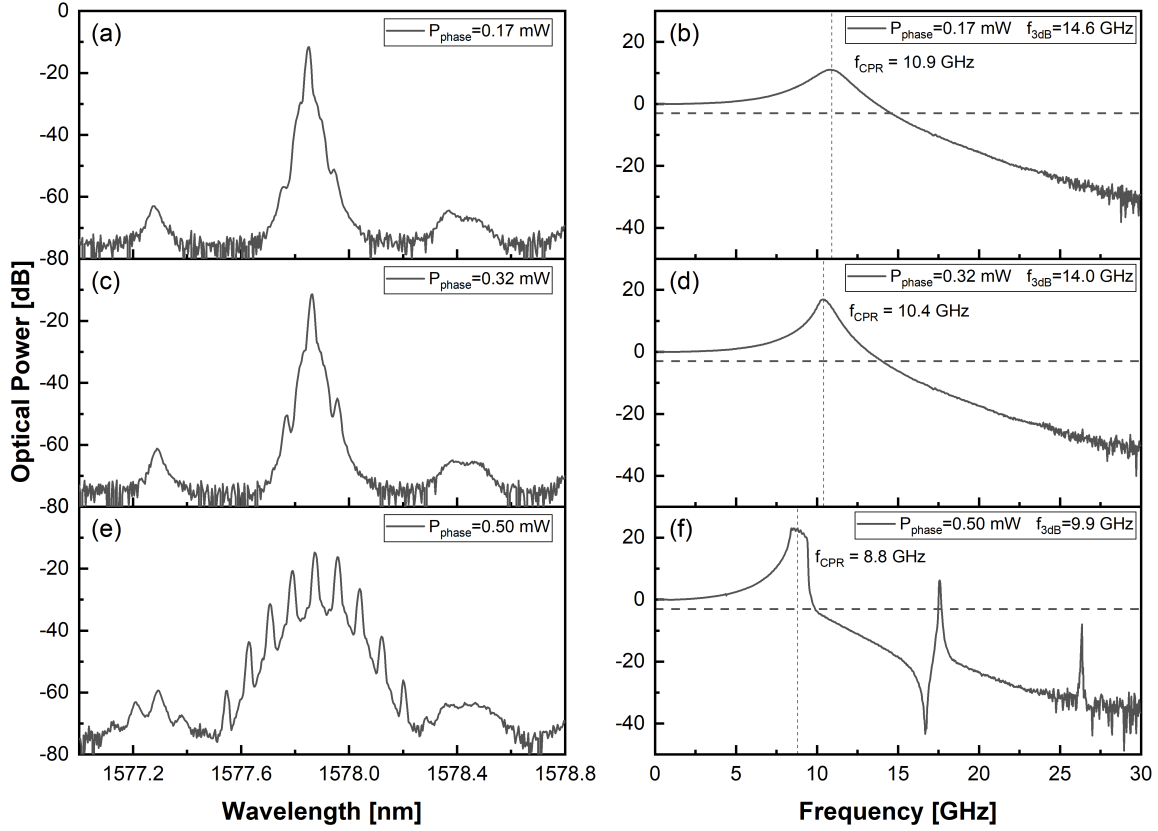 (a)
P_phase=0.17 mW
0
-20
-40
-60
-80
(b)
P_phase=0.17 mW f_3dB=14.6 GHz
f_CPR = 10.9 GHz
20
0
-20
-40
(c)
P_phase=0.32 mW
-20
-40
-60
-80
(d)
P_phase=0.32 mW f_3dB=14.0 GHz
f_CPR = 10.4 GHz
20
0
-20
-40
Optical Power [dB]
(e)
P_phase=0.50 mW
-20
-40
-60
-80
1577.2 1577.6 1578.0 1578.4 1578.8
Wavelength [nm]
(f)
P_phase=0.50 mW f_3dB=9.9 GHz
f_CPR = 8.8 GHz
20
0
-20
-40
0 5 10 15 20 25 30
Frequency [GHz]